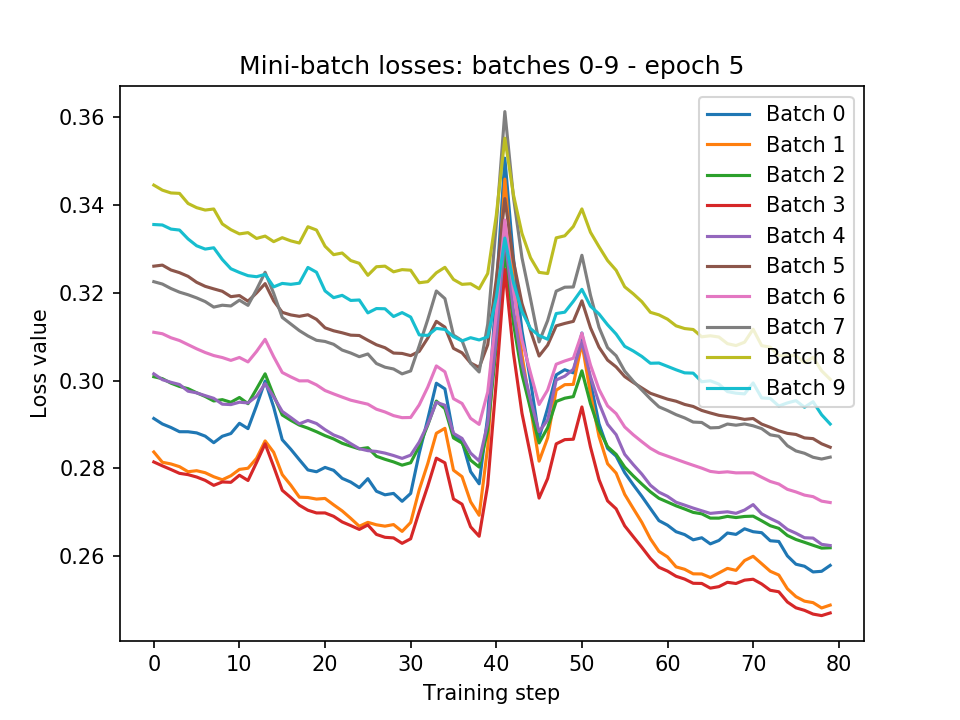 Mini-batch losses: batches 0-9 - epoch 5
Loss value
0.36
0.34
0.32
0.30
0.28
0.26
Batch 0
Batch 1
Batch 2
Batch 3
Batch 4
Batch 5
Batch 6
Batch 7
Batch 8
Batch 9
0 10 20 30 40 50 60 70 80
Training step